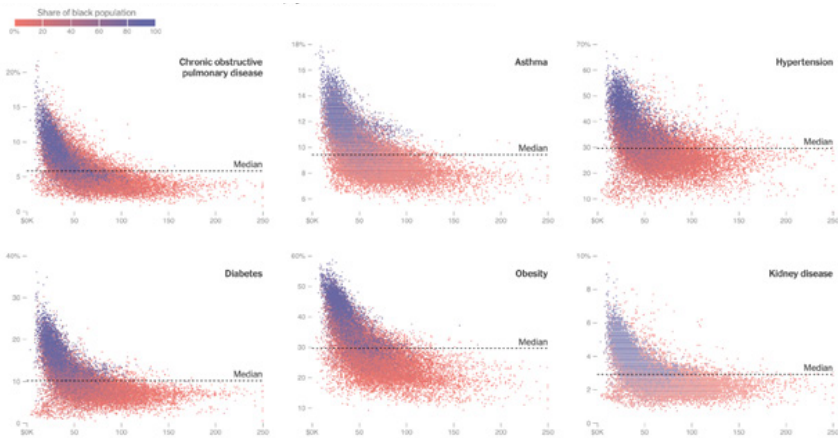 Share of black population
0% 20 40 60 80 100
Chronic obstructive
pulmonary disease
20%
15
10
5
0
Median
$0K 50 100 150 200 250
Asthma
18%
16
14
12
10
8
6
Median
$0K 50 100 150 200 250
Hypertension
70%
60
50
40
30
20
10
0
Median
$0K 50 100 150 200 250
Diabetes
40%
30
20
10
0
Median
$0K 50 100 150 200 250
Obesity
60%
50
40
30
20
10
0
Median
$0K 50 100 150 200 250
Kidney disease
10%
8
6
4
2
0
Median
$0K 50 100 150 200 250